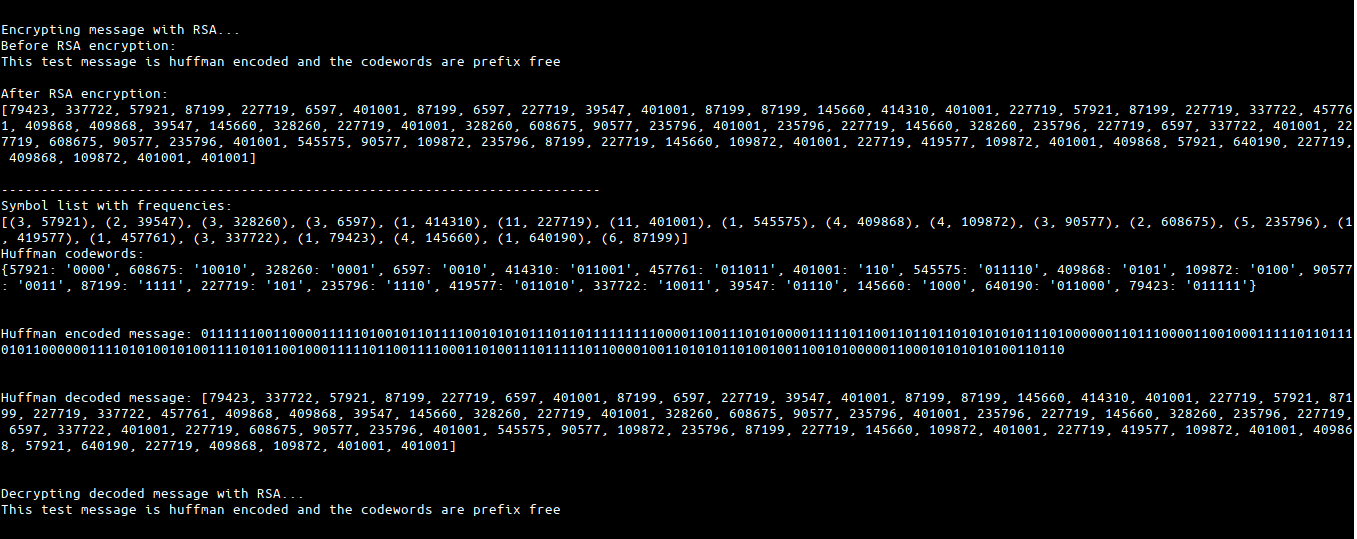 Encrypting message with RSA...
Before RSA encryption:
This test message is huffman encoded and the codewords are prefix free
After RSA encryption:
[79423, 337722, 57921, 87199, 227719, 6597, 401001, 87199, 6597, 227719, 39547, 401001, 87199, 87199, 145660, 414310, 401001, 227719, 57921, 87199, 227719, 337722, 45776
1, 409868, 409868, 39547, 145660, 328260, 227719, 401001, 328260, 608675, 90577, 235796, 401001, 235796, 227719, 145660, 328260, 235796, 227719, 6597, 337722, 401001, 22
7719, 608675, 90577, 235796, 401001, 545575, 90577, 109872, 235796, 87199, 227719, 145660, 109872, 401001, 227719, 419577, 109872, 401001, 409868, 57921, 640190, 227719,
409868, 109872, 401001, 401001]
---------------------------------------------------------------------------
Symbol list with frequencies:
[(3, 57921), (2, 39547), (3, 328260), (3, 6597), (1, 414310), (11, 227719), (11, 401001), (1, 545575), (4, 409868), (4, 109872), (3, 90577), (2, 608675), (5, 235796), (1
, 419577), (1, 457761), (3, 337722), (1, 79423), (4, 145660), (1, 640190), (6, 87199)]
Huffman codewords:
{57921: '0000', 608675: '10010', 328260: '0001', 6597: '0010', 414310: '011001', 457761: '011011', 401001: '110', 545575: '011110', 409868: '0101', 109872: '0100', 90577
: '0011', 87199: '1111', 227719: '101', 235796: '1110', 419577: '011010', 337722: '10011', 39547: '01110', 145660: '1000', 640190: '011000', 79423: '011111'}
Huffman encoded message: 011111100110000111110100101101111001010101110110111111111000011001110101000011111011001101101101010101011101000000110111000011001000111110110111
0101100000011110101001010011110101100100011111011001111000110100111011111011000010011010101101001001100101000001100010101010100110110
Huffman decoded message: [79423, 337722, 57921, 87199, 227719, 6597, 401001, 87199, 6597, 227719, 39547, 401001, 87199, 87199, 145660, 414310, 401001, 227719, 57921, 871
99, 227719, 337722, 457761, 409868, 409868, 39547, 145660, 328260, 227719, 401001, 328260, 608675, 90577, 235796, 401001, 235796, 227719, 145660, 328260, 235796, 227719,
6597, 337722, 401001, 227719, 608675, 90577, 235796, 401001, 545575, 90577, 109872, 235796, 87199, 227719, 145660, 109872, 401001, 227719, 419577, 109872, 401001, 40986
8, 57921, 640190, 227719, 409868, 109872, 401001, 401001]
Decrypting decoded message with RSA...
This test message is huffman encoded and the codewords are prefix free